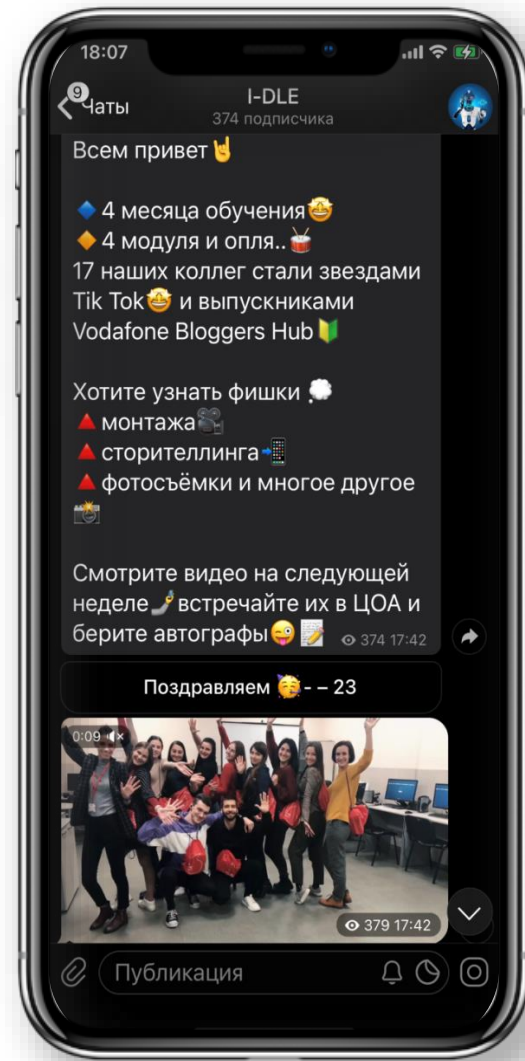 18:07
9
Чаты
I-DLE
374 подписчика
Всем привет🤘
🔷4 месяца обучения🤩
🔶4 модуля и опля..🥁
17 наших коллег стали звездами
Tik Tok🤩 и выпускниками
Vodafone Bloggers Hub🔰
Хотите узнать фишки 💭
🔺монтажа🎥
🔺сторителлинга📲
🔺фотосъёмки и многое другое
📸
Смотрите видео на следующей
неделе🤳встречайте их в ЦОА и
берите автографы😜📝 374 17:42
Поздравляем 🥳- – 23
0:09
379 17:42
Публикация